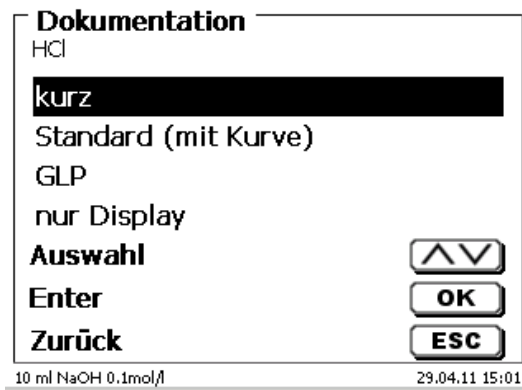 Dokumentation
HCl
kurz
Standard (mit Kurve)
GLP
nur Display
Auswahl
Enter OK
Zurück ESC
10 ml NaOH 0.1mol/l 29.04.11 15:01